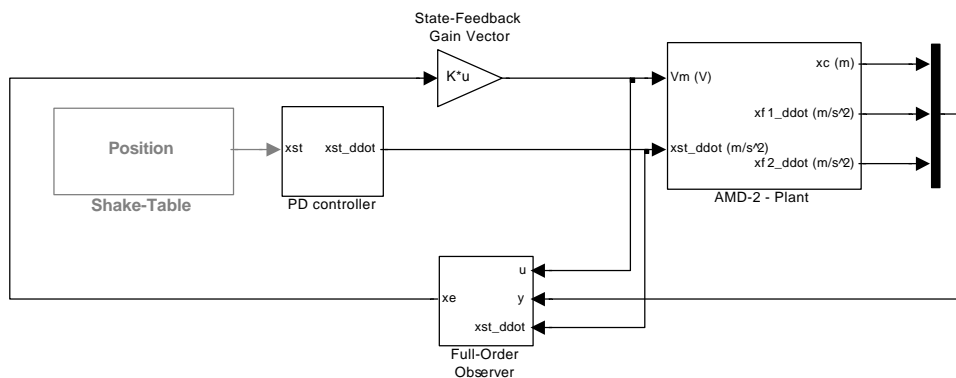 State-Feedback
Gain Vector
K*u
Vm (V)
xc (m)
xf1_ddot (m/s^2)
xst_ddot (m/s^2)
xf2_ddot (m/s^2)
AMD-2 - Plant
Position
Shake-Table
xst
xst_ddot
PD controller
u
xe
y
xst_ddot
Full-Order
Observer